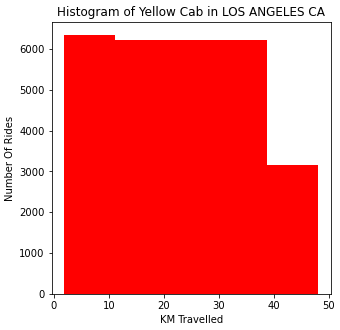 Histogram of Yellow Cab in LOS ANGELES CA
6000
5000
4000
3000
2000
1000
0
Number Of Rides
0 10 20 30 40 50
KM Travelled